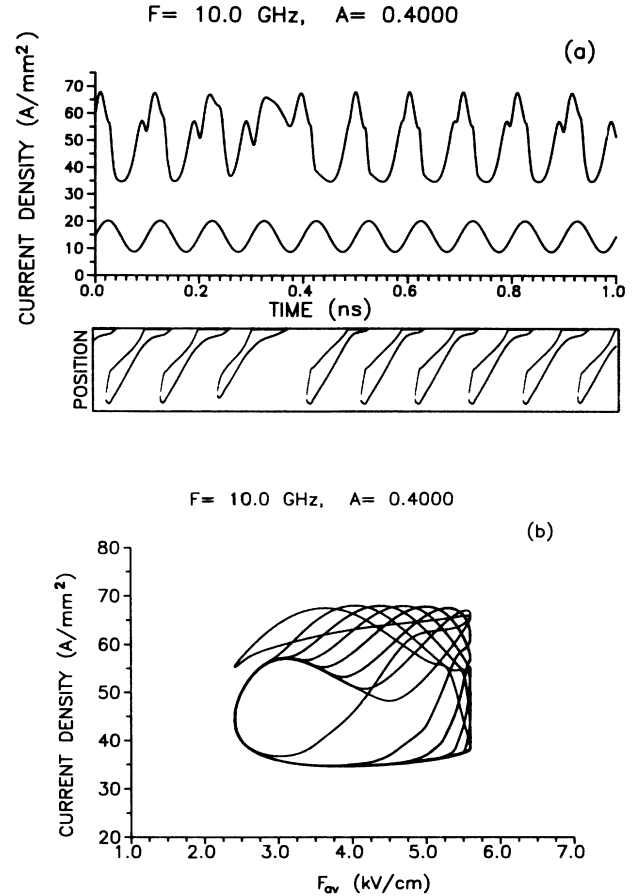 F= 10.0 GHz, A= 0.4000
(a)
CURRENT DENSITY (A/mm²)
70
60
50
40
30
20
10
0
0.0 0.2 0.4 0.6 0.8 1.0
TIME (ns)
POSITION
F= 10.0 GHz, A= 0.4000
(b)
CURRENT DENSITY (A/mm²)
80
70
60
50
40
30
20
1.0 2.0 3.0 4.0 5.0 6.0 7.0
Fav (kV/cm)